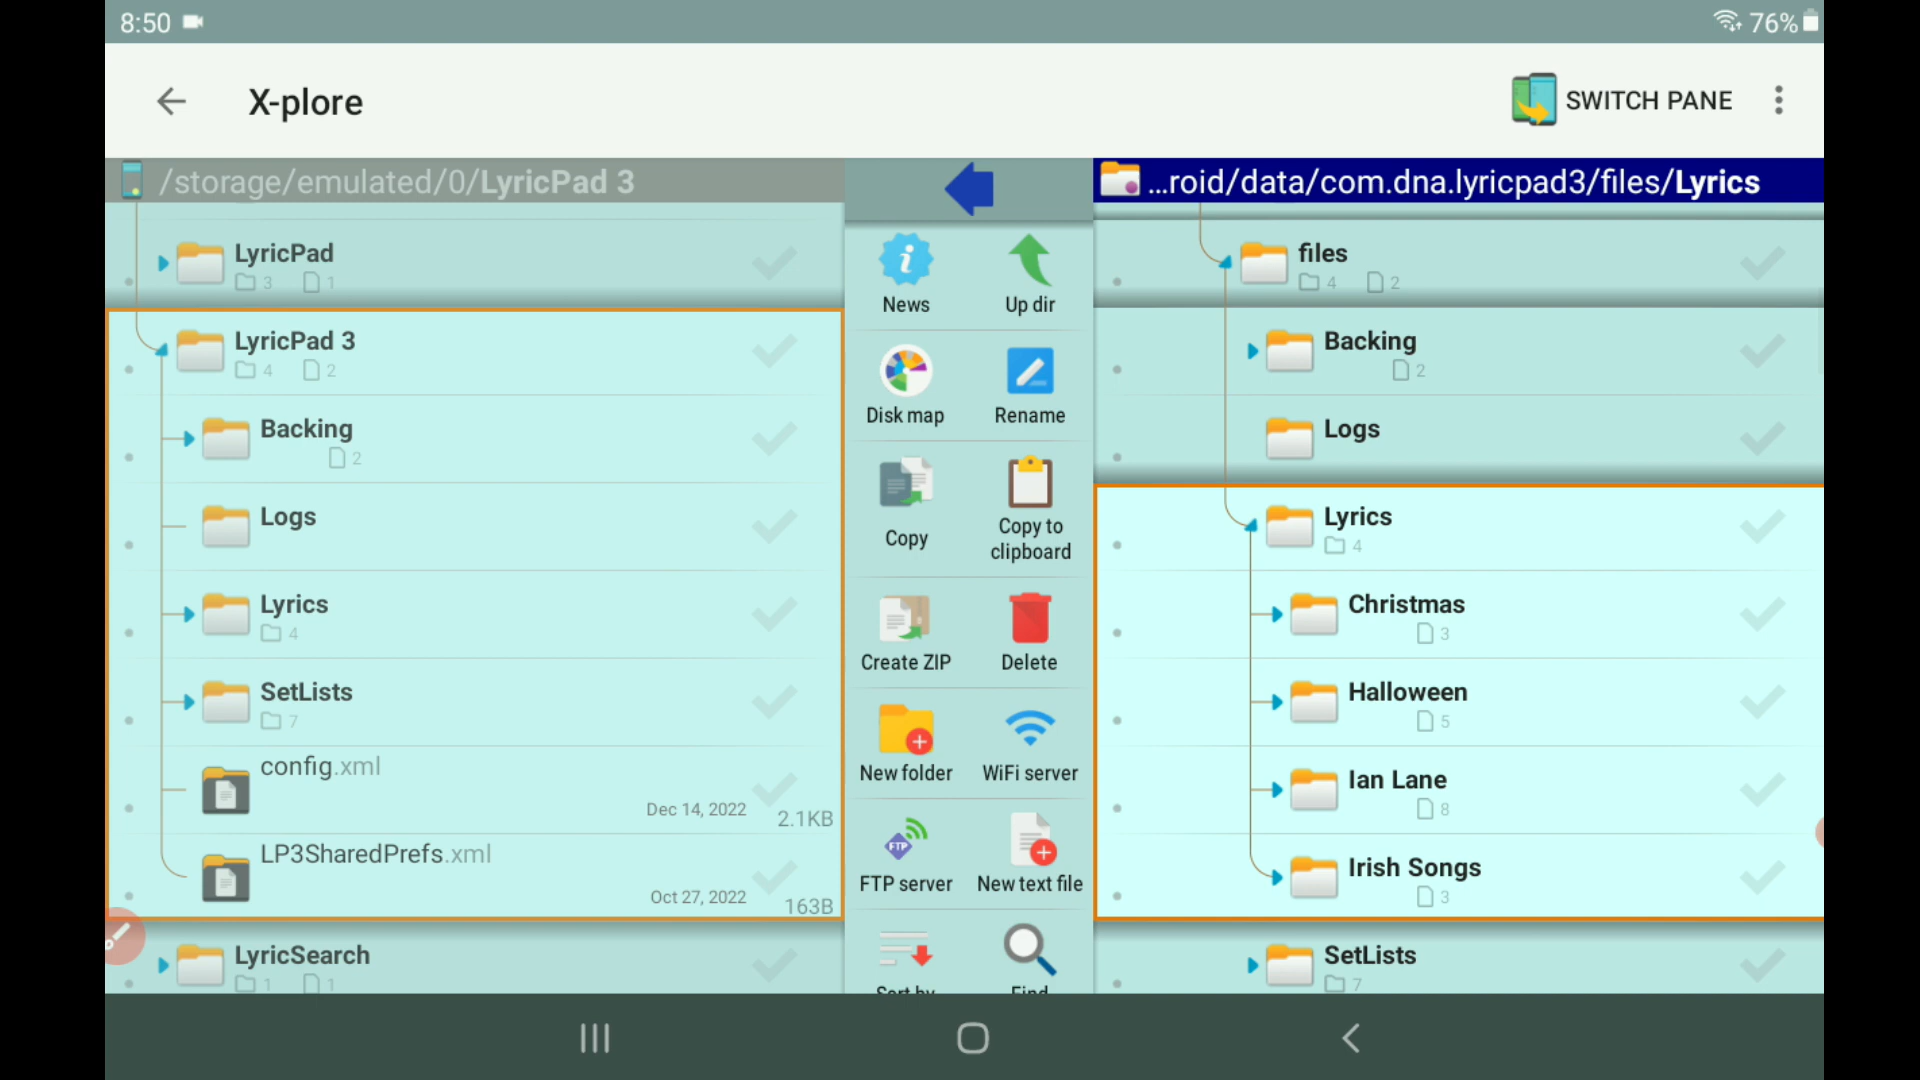 8:50
76%
X-plore
SWITCH PANE
/storage/emulated/0/LyricPad 3
LyricPad
3 1
LyricPad 3
4 2
Backing
2
Logs
Lyrics
4
SetLists
7
config.xml
Dec 14, 2022
2.1KB
LP3SharedPrefs.xml
Oct 27, 2022
163B
LyricSearch
1 1
News
Up dir
Disk map
Rename
Copy
Copy to
clipboard
Create ZIP
Delete
New folder
WiFi server
FTP
FTP server
New text file
Sort by
Find
...roid/data/com.dna.lyricpad3/files/Lyrics
files
4 2
Backing
2
Logs
Lyrics
4
Christmas
3
Halloween
5
Ian Lane
8
Irish Songs
3
SetLists
7